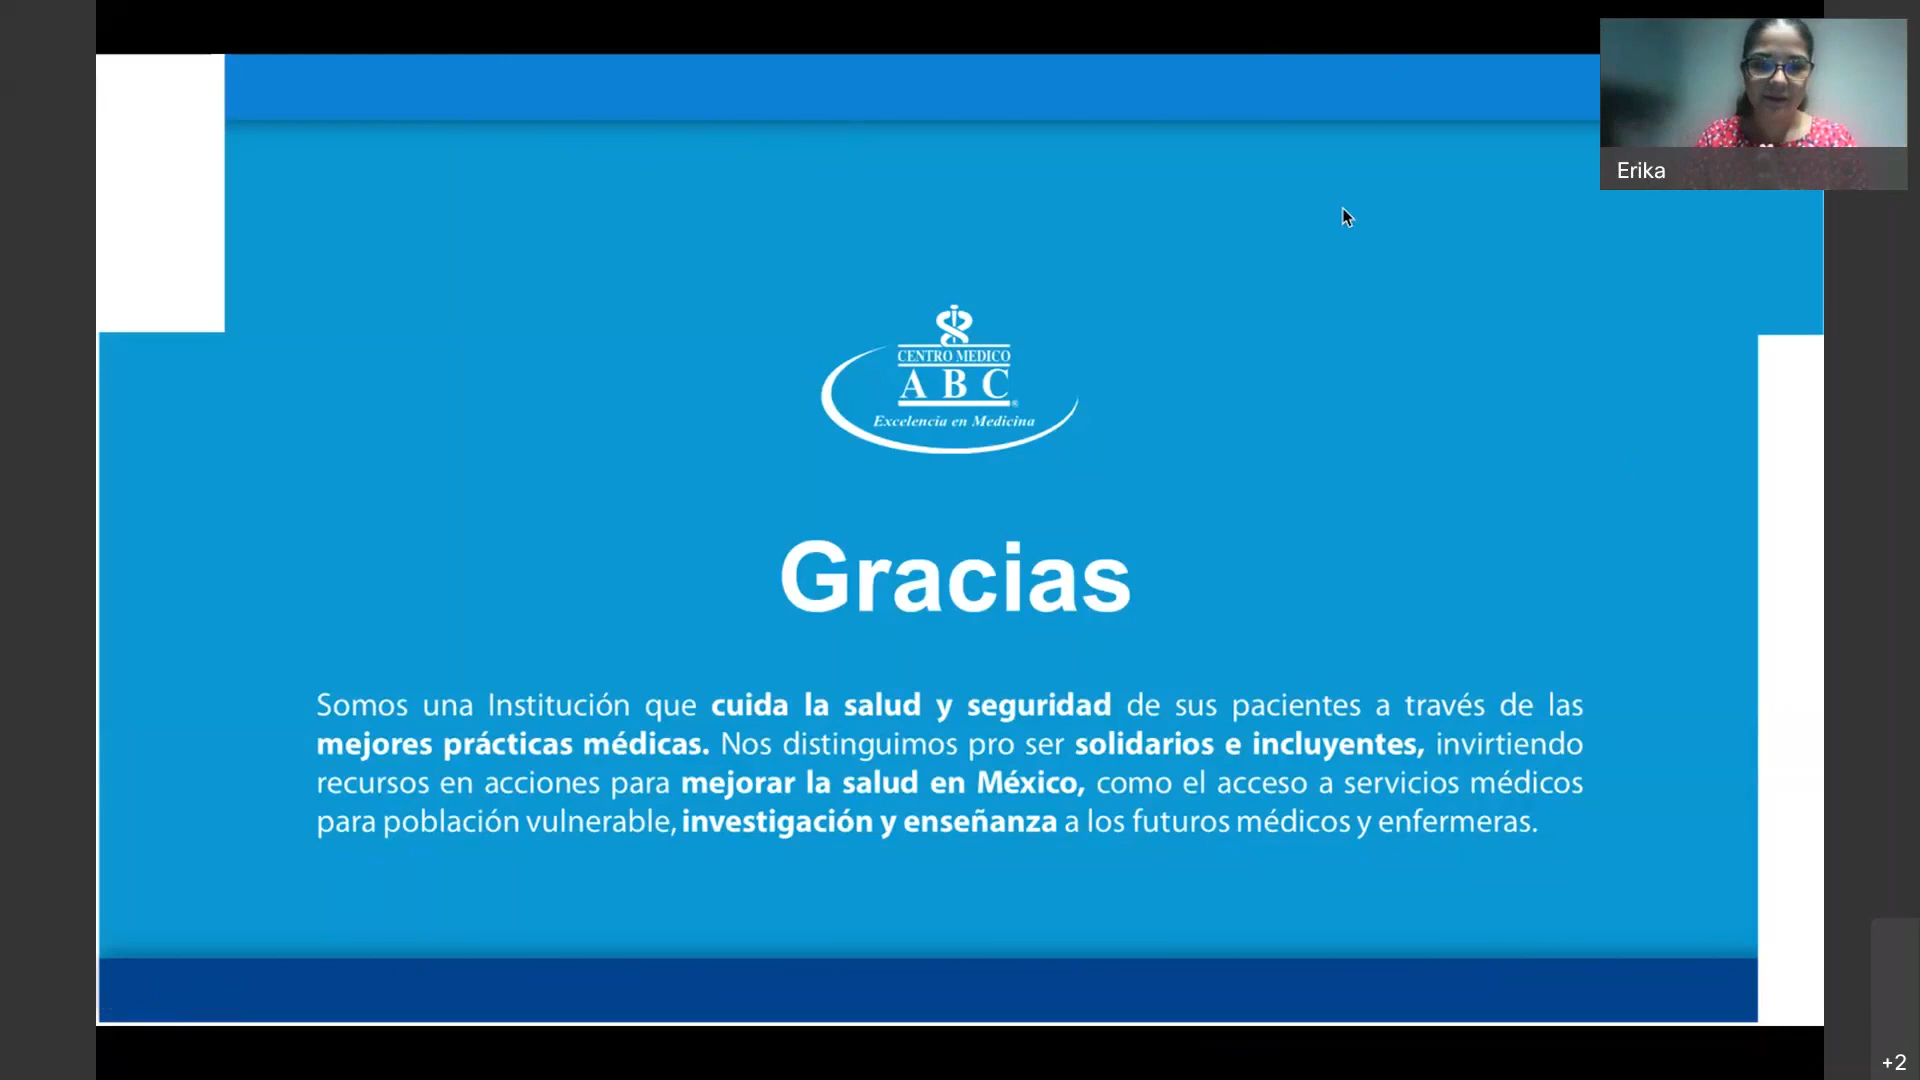 Erika
CENTRO MEDICO
A B C
®
Excelencia en Medicina
Gracias
Somos una Institución que cuida la salud y seguridad de sus pacientes a través de las
mejores prácticas médicas. Nos distinguimos pro ser solidarios e incluyentes, invirtiendo
recursos en acciones para mejorar la salud en México, como el acceso a servicios médicos
para población vulnerable, investigación y enseñanza a los futuros médicos y enfermeras.
+2